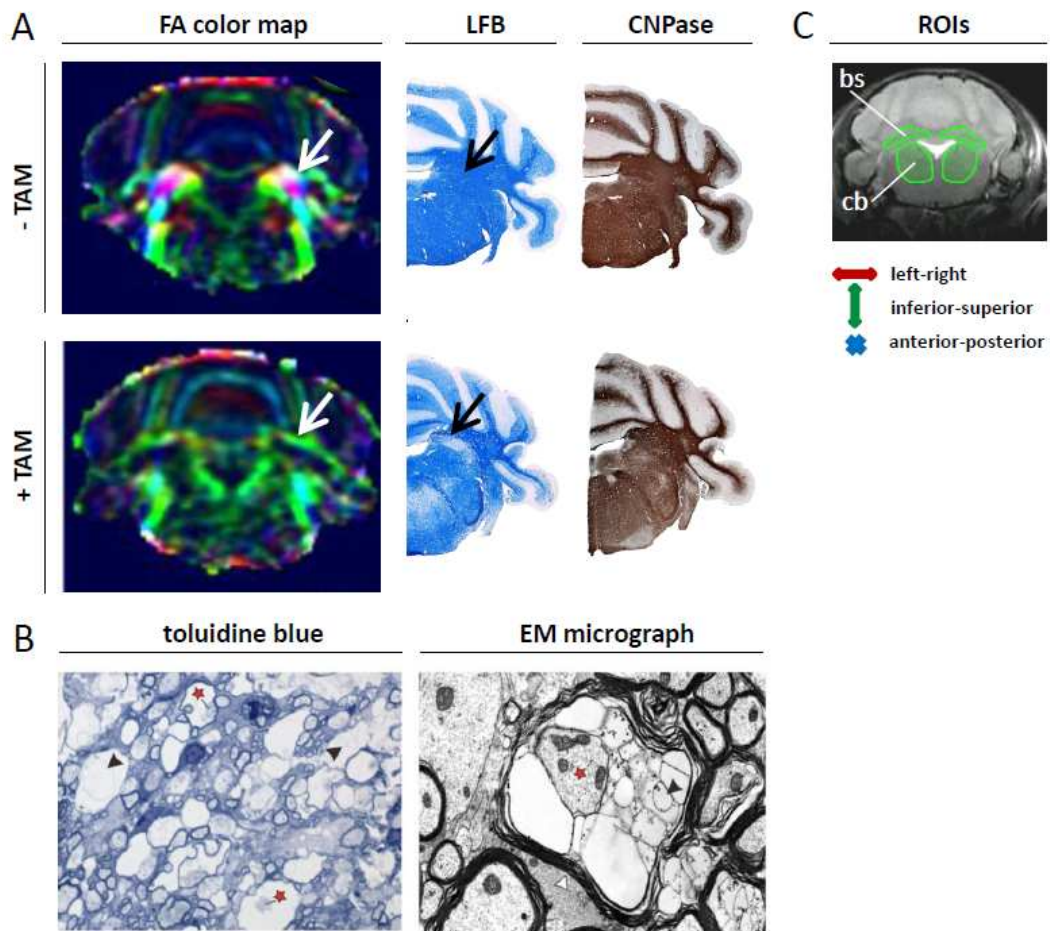 A
FA color map
LFB
CNPase
- TAM
+ TAM
B
toluidine blue
EM micrograph
C
ROIs
bs
cb
left-right
inferior-superior
anterior-posterior